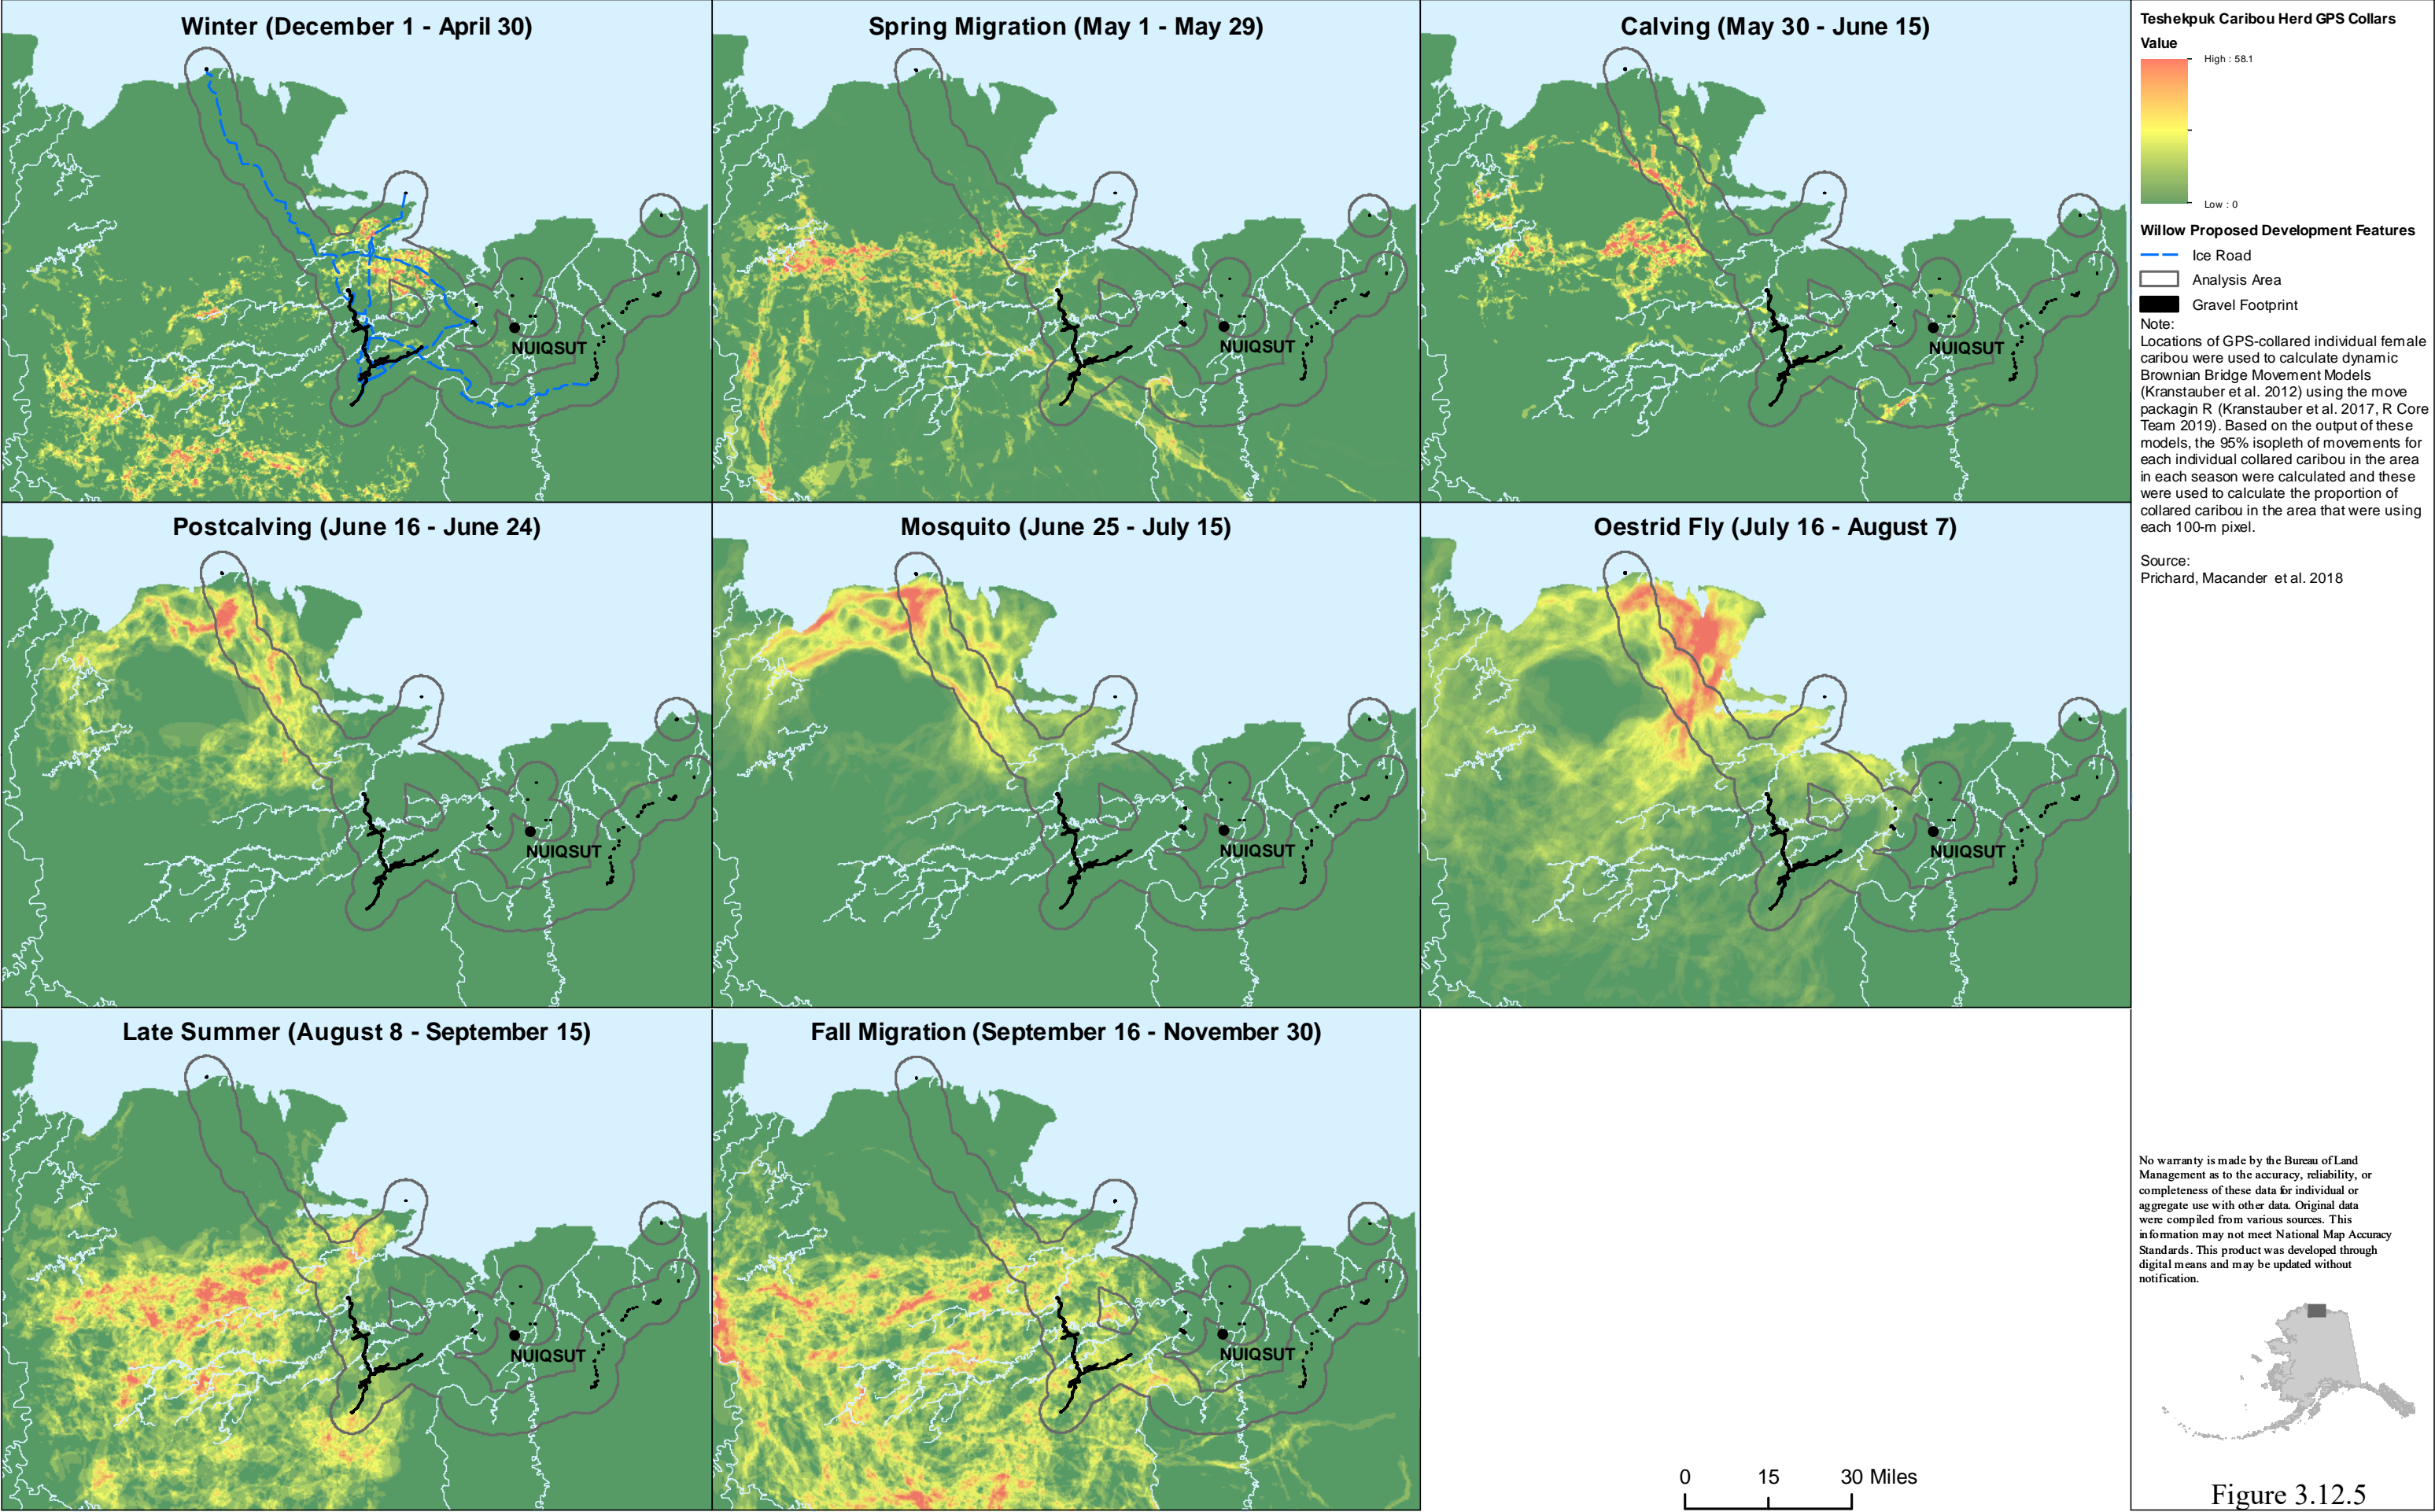 Winter (December 1 - April 30)
NUIQSUT
Spring Migration (May 1 - May 29)
NUIQSUT
Calving (May 30 - June 15)
NUIQSUT
Postcalving (June 16 - June 24)
NUIQSUT
Mosquito (June 25 - July 15)
NUIQSUT
Oestrid Fly (July 16 - August 7)
NUIQSUT
Late Summer (August 8 - September 15)
NUIQSUT
Fall Migration (September 16 - November 30)
NUIQSUT
0 15 30 Miles
Teshekpuk Caribou Herd GPS Collars
Value
High : 58.1
Low : 0
Willow Proposed Development Features
Ice Road
Analysis Area
Gravel Footprint
Note:
Locations of GPS-collared individual female
caribou were used to calculate dynamic
Brownian Bridge Movement Models
(Kranstauber et al. 2012) using the move
packagin R (Kranstauber et al. 2017, R Core
Team 2019). Based on the output of these
models, the 95% isopleth of movements for
each individual collared caribou in the area
in each season were calculated and these
were used to calculate the proportion of
collared caribou in the area that were using
each 100-m pixel.
Source:
Prichard, Macander et al. 2018
No warranty is made by the Bureau of Land
Management as to the accuracy, reliability, or
completeness of these data for individual or
aggregate use with other data. Original data
were compiled from various sources. This
information may not meet National Map Accuracy
Standards. This product was developed through
digital means and may be updated without
notification.
Figure 3.12.5